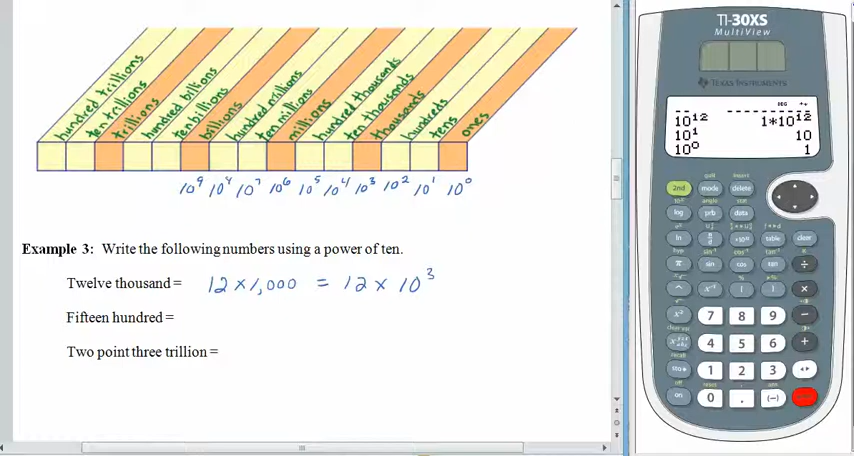 hundred trillions
ten trillions
trillions
hundred billions
ten billions
billions
hundred millions
ten millions
millions
hundred thousands
ten thousands
thousands
hundreds
tens
ones
10⁹ 10⁸ 10⁷ 10⁶ 10⁵ 10⁴ 10³ 10² 10¹ 10⁰
Example 3: Write the following numbers using a power of ten.
Twelve thousand = 12 × 1,000 = 12 × 10³
Fifteen hundred =
Two point three trillion =
TI-30XS
MultiView
TEXAS INSTRUMENTS
DEG
10¹² 1*10¹²
10¹ 10
10⁰ 1
2nd mode delete
log prb data
ln n/d ×10ⁿ table clear
π sin cos tan ÷
^ x⁻¹ ( ) ×
x² 7 8 9 −
4 5 6 +
sto▸ 1 2 3
on 0 . (−)